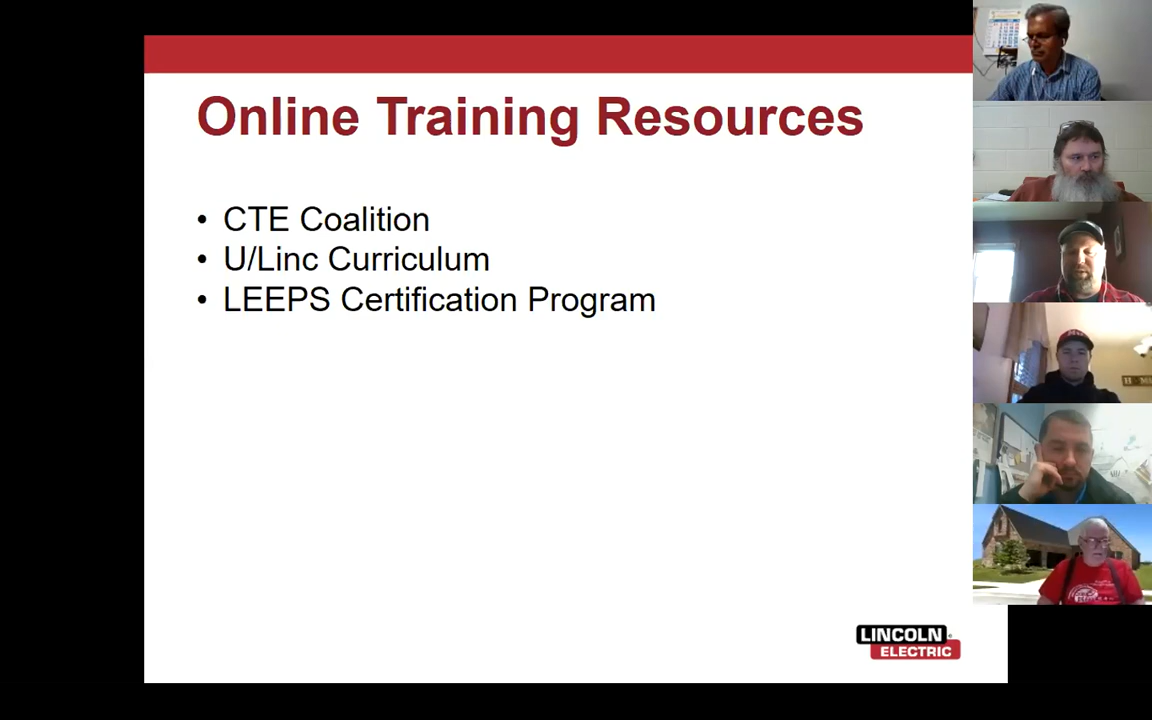 Online Training Resources
• CTE Coalition
• U/Linc Curriculum
• LEEPS Certification Program
LINCOLN®
ELECTRIC